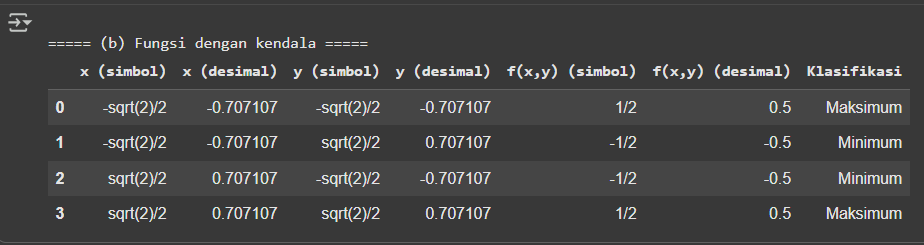 ===== (b) Fungsi dengan kendala =====
x (simbol) x (desimal) y (simbol) y (desimal) f(x,y) (simbol) f(x,y) (desimal) Klasifikasi
0 -sqrt(2)/2 -0.707107 -sqrt(2)/2 -0.707107 1/2 0.5 Maksimum
1 -sqrt(2)/2 -0.707107 sqrt(2)/2 0.707107 -1/2 -0.5 Minimum
2 sqrt(2)/2 0.707107 -sqrt(2)/2 -0.707107 -1/2 -0.5 Minimum
3 sqrt(2)/2 0.707107 sqrt(2)/2 0.707107 1/2 0.5 Maksimum